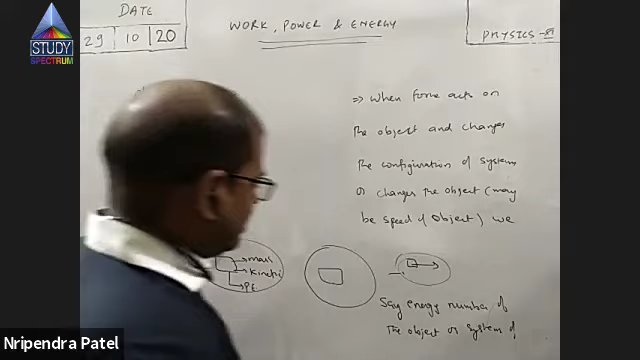 STUDY
SPECTRUM
DATE
29 10 20
WORK, POWER & ENERGY
PHYSICS-
⇒ When force acts on
the object and changes
the configuration of systems
or changes the object (may
be speed of object) we
mass
kinetic
PE
Say energy number of
the object or system of
Nripendra Patel